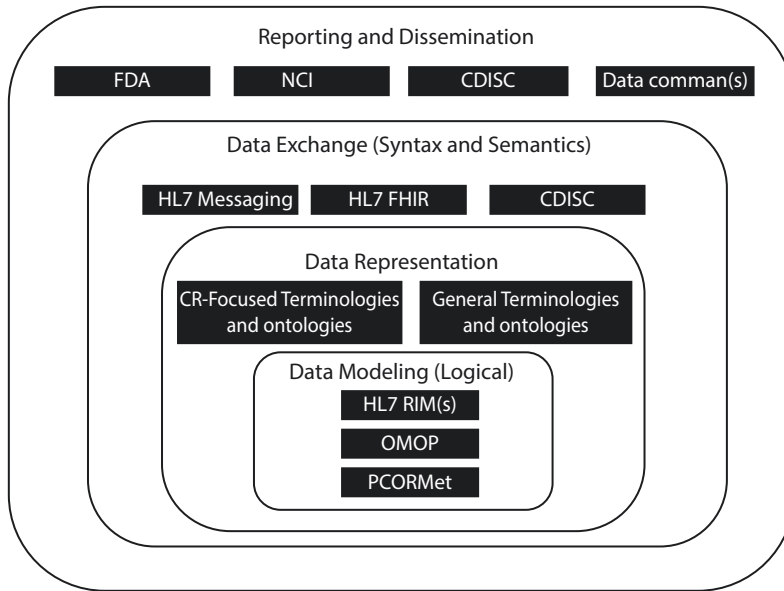 Reporting and Dissemination
FDA
NCI
CDISC
Data comman(s)
Data Exchange (Syntax and Semantics)
HL7 Messaging
HL7 FHIR
CDISC
Data Representation
CR-Focused Terminologies
and ontologies
General Terminologies
and ontologies
Data Modeling (Logical)
HL7 RIM(s)
OMOP
PCORMet